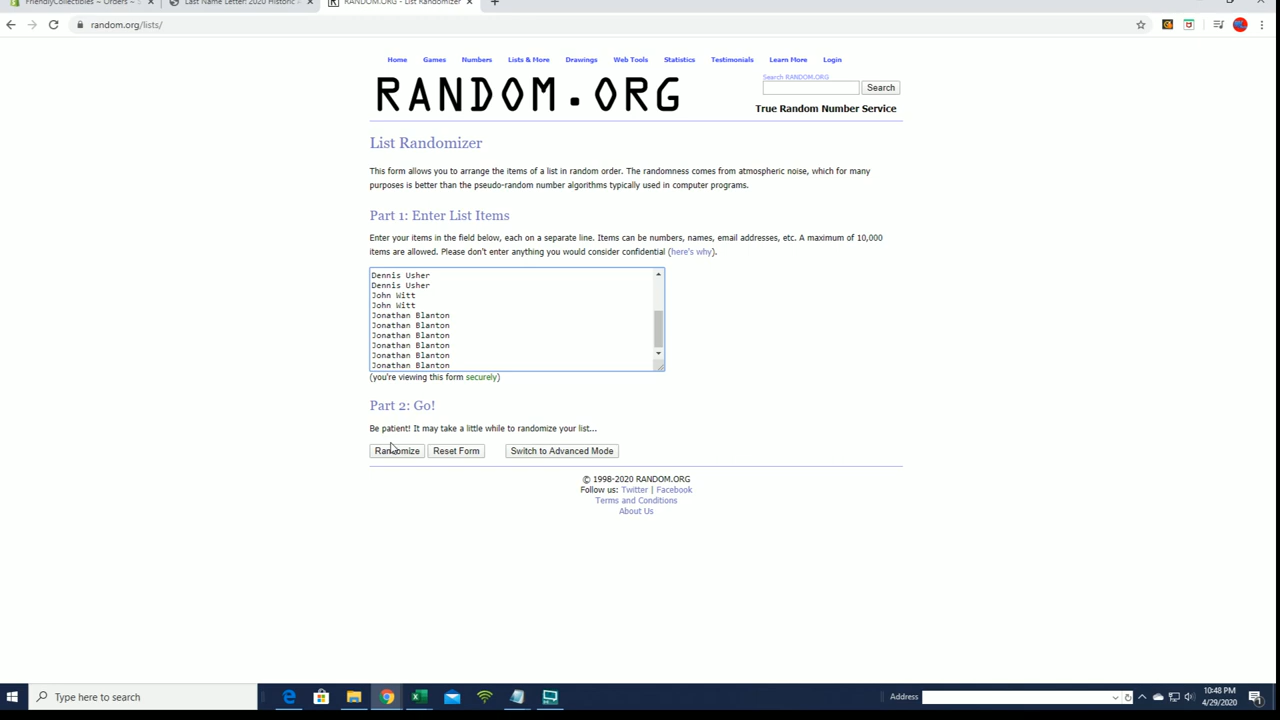 FriendlyCollectibles ~ Orders ~
Last Name Letter: 2020 Historic
RANDOM.ORG - List Randomizer
random.org/lists/
Home Games Numbers Lists & More Drawings Web Tools Statistics Testimonials Learn More Login
RANDOM.ORG
Search RANDOM.ORG
Search
True Random Number Service
List Randomizer
This form allows you to arrange the items of a list in random order. The randomness comes from atmospheric noise, which for many
purposes is better than the pseudo-random number algorithms typically used in computer programs.
Part 1: Enter List Items
Enter your items in the field below, each on a separate line. Items can be numbers, names, email addresses, etc. A maximum of 10,000
items are allowed. Please don't enter anything you would consider confidential (here's why).
Dennis Usher
Dennis Usher
John Witt
John Witt
Jonathan Blanton
Jonathan Blanton
Jonathan Blanton
Jonathan Blanton
Jonathan Blanton
Jonathan Blanton
(you're viewing this form securely)
Part 2: Go!
Be patient! It may take a little while to randomize your list...
Randomize Reset Form Switch to Advanced Mode
© 1998-2020 RANDOM.ORG
Follow us: Twitter | Facebook
Terms and Conditions
About Us
Type here to search
Address
10:48 PM
4/29/2020